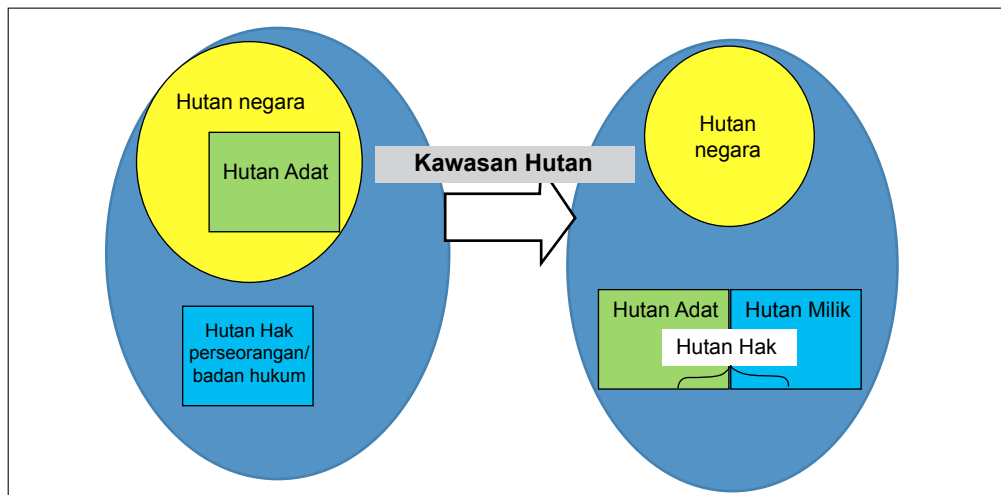 Hutan negara
Hutan Adat
Hutan Hak
perseorangan/
badan hukum
Kawasan Hutan
Hutan
negara
Hutan Adat
Hutan Milik
Hutan Hak